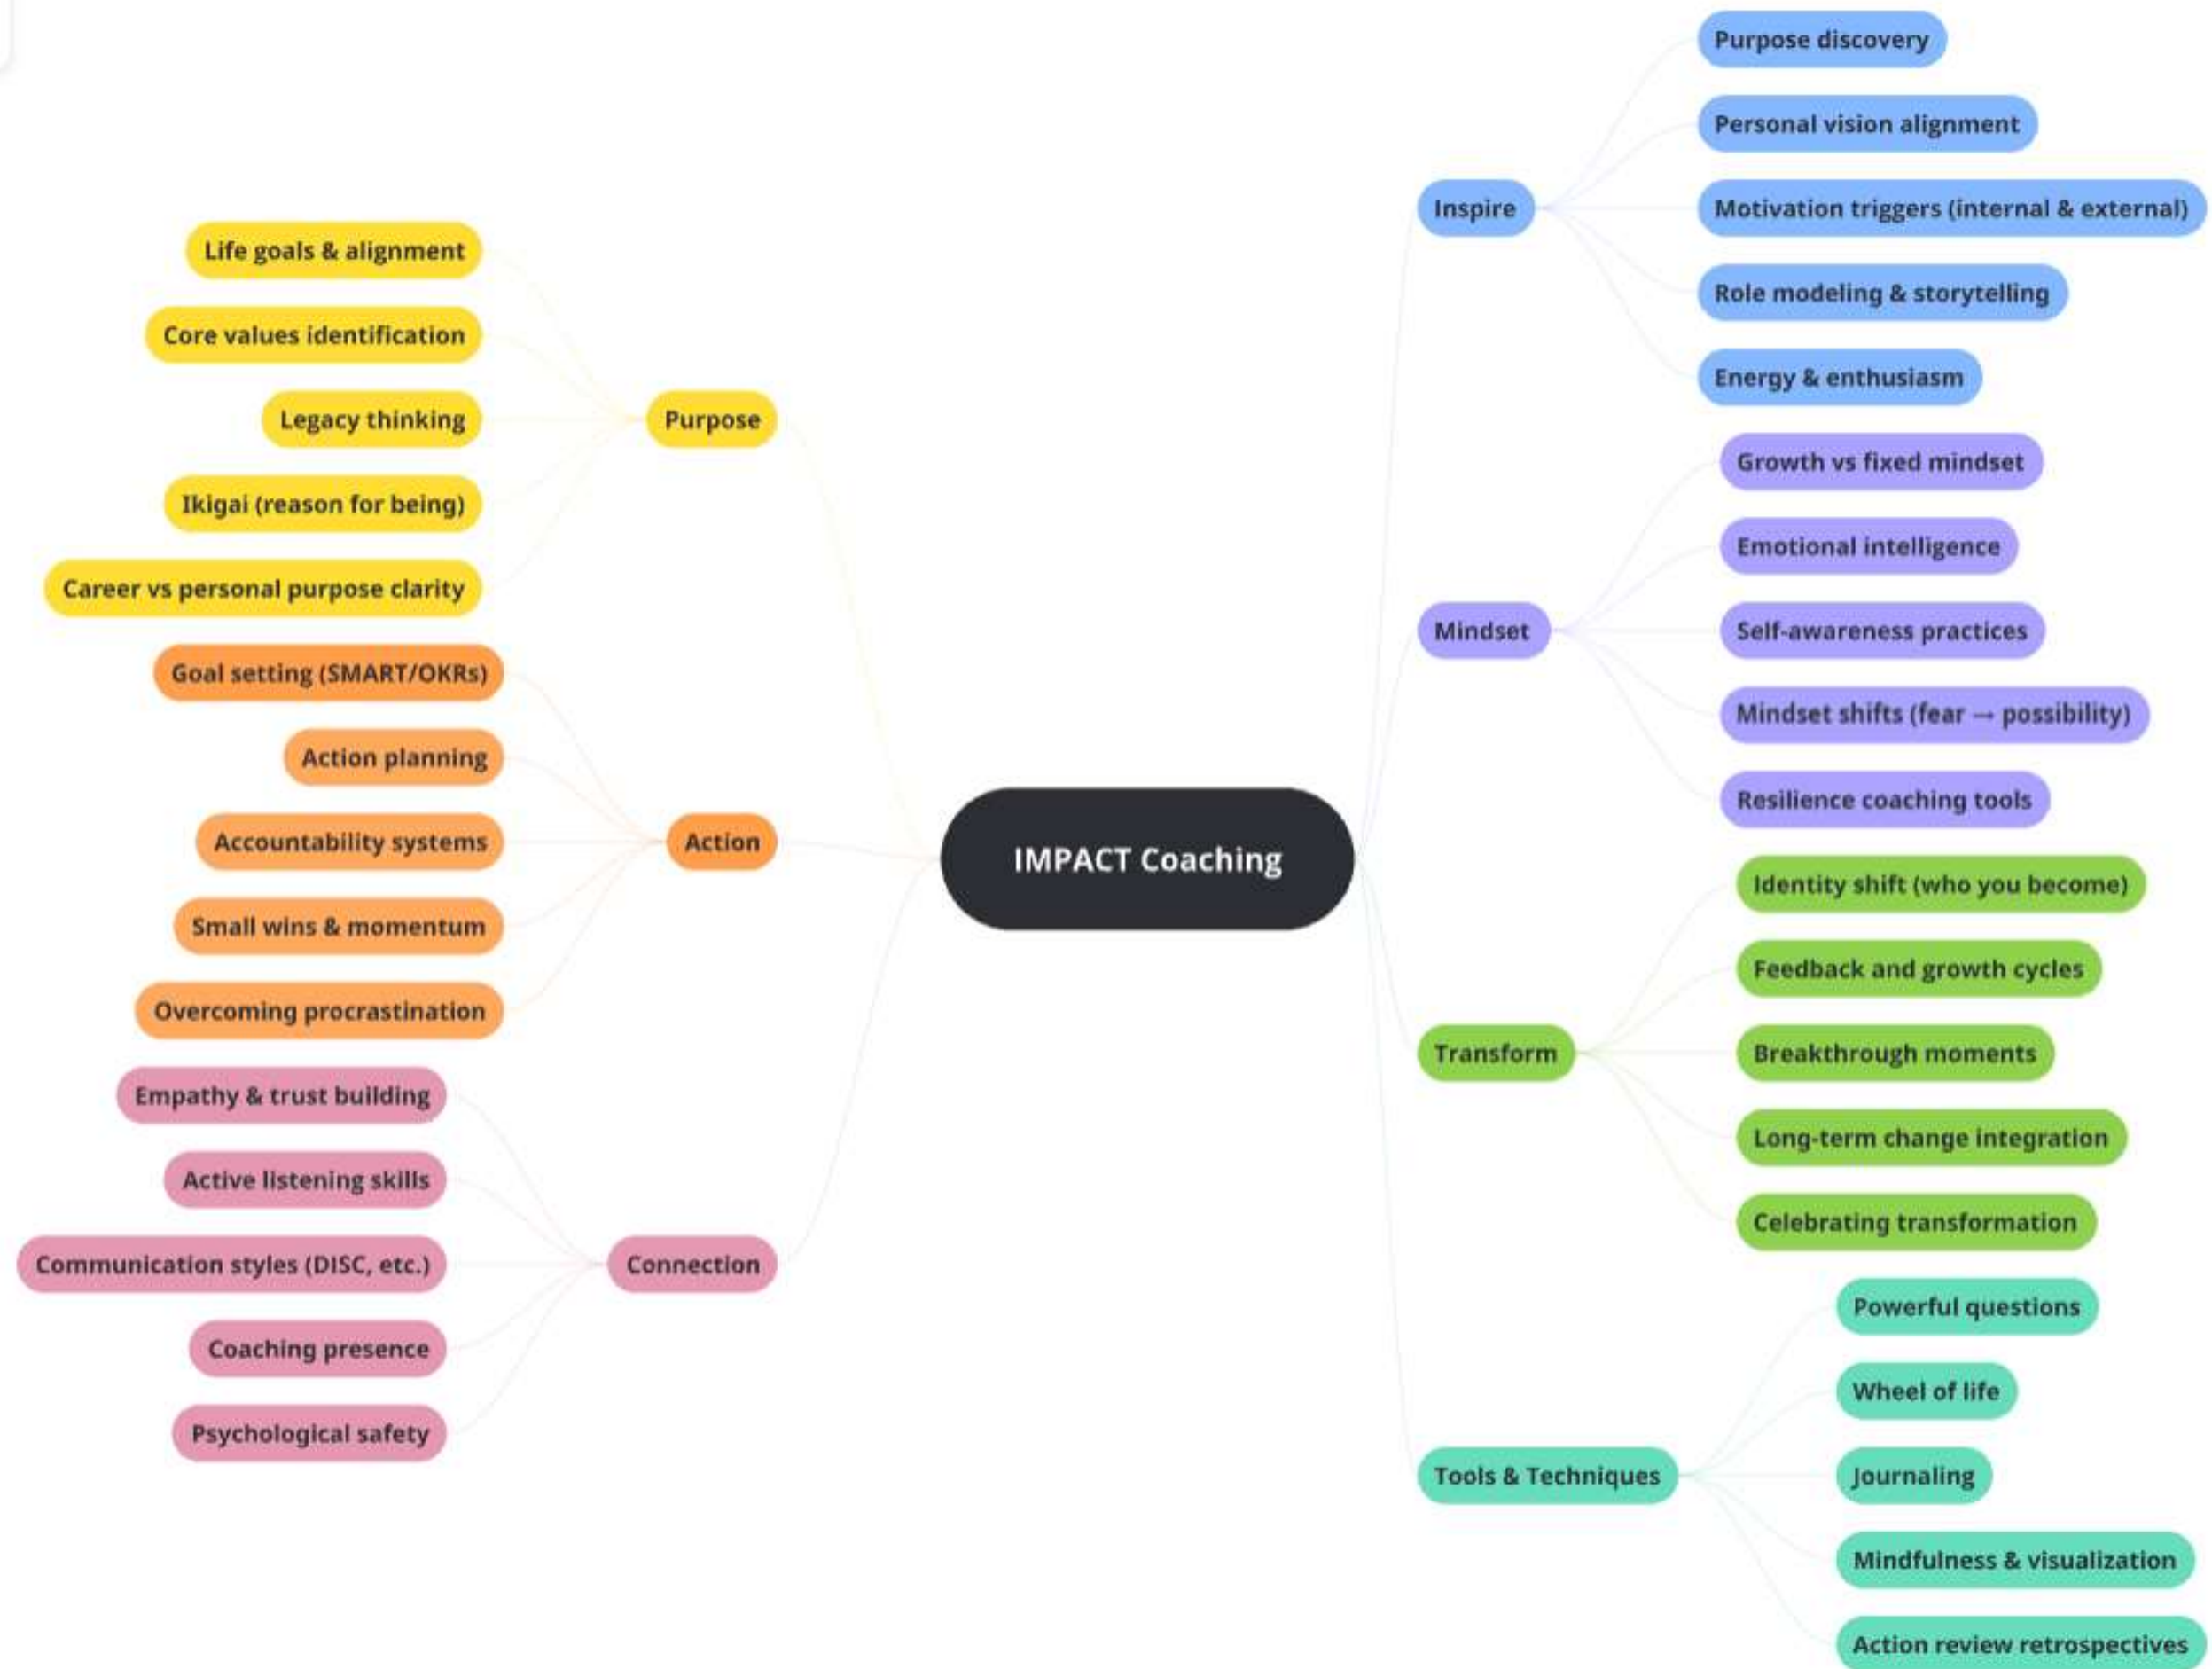 IMPACT Coaching
Inspire
Purpose discovery
Personal vision alignment
Motivation triggers (internal & external)
Role modeling & storytelling
Energy & enthusiasm
Mindset
Growth vs fixed mindset
Emotional intelligence
Self-awareness practices
Mindset shifts (fear → possibility)
Resilience coaching tools
Transform
Identity shift (who you become)
Feedback and growth cycles
Breakthrough moments
Long-term change integration
Celebrating transformation
Tools & Techniques
Powerful questions
Wheel of life
Journaling
Mindfulness & visualization
Action review retrospectives
Purpose
Life goals & alignment
Core values identification
Legacy thinking
Ikigai (reason for being)
Career vs personal purpose clarity
Action
Goal setting (SMART/OKRs)
Action planning
Accountability systems
Small wins & momentum
Overcoming procrastination
Connection
Empathy & trust building
Active listening skills
Communication styles (DISC, etc.)
Coaching presence
Psychological safety